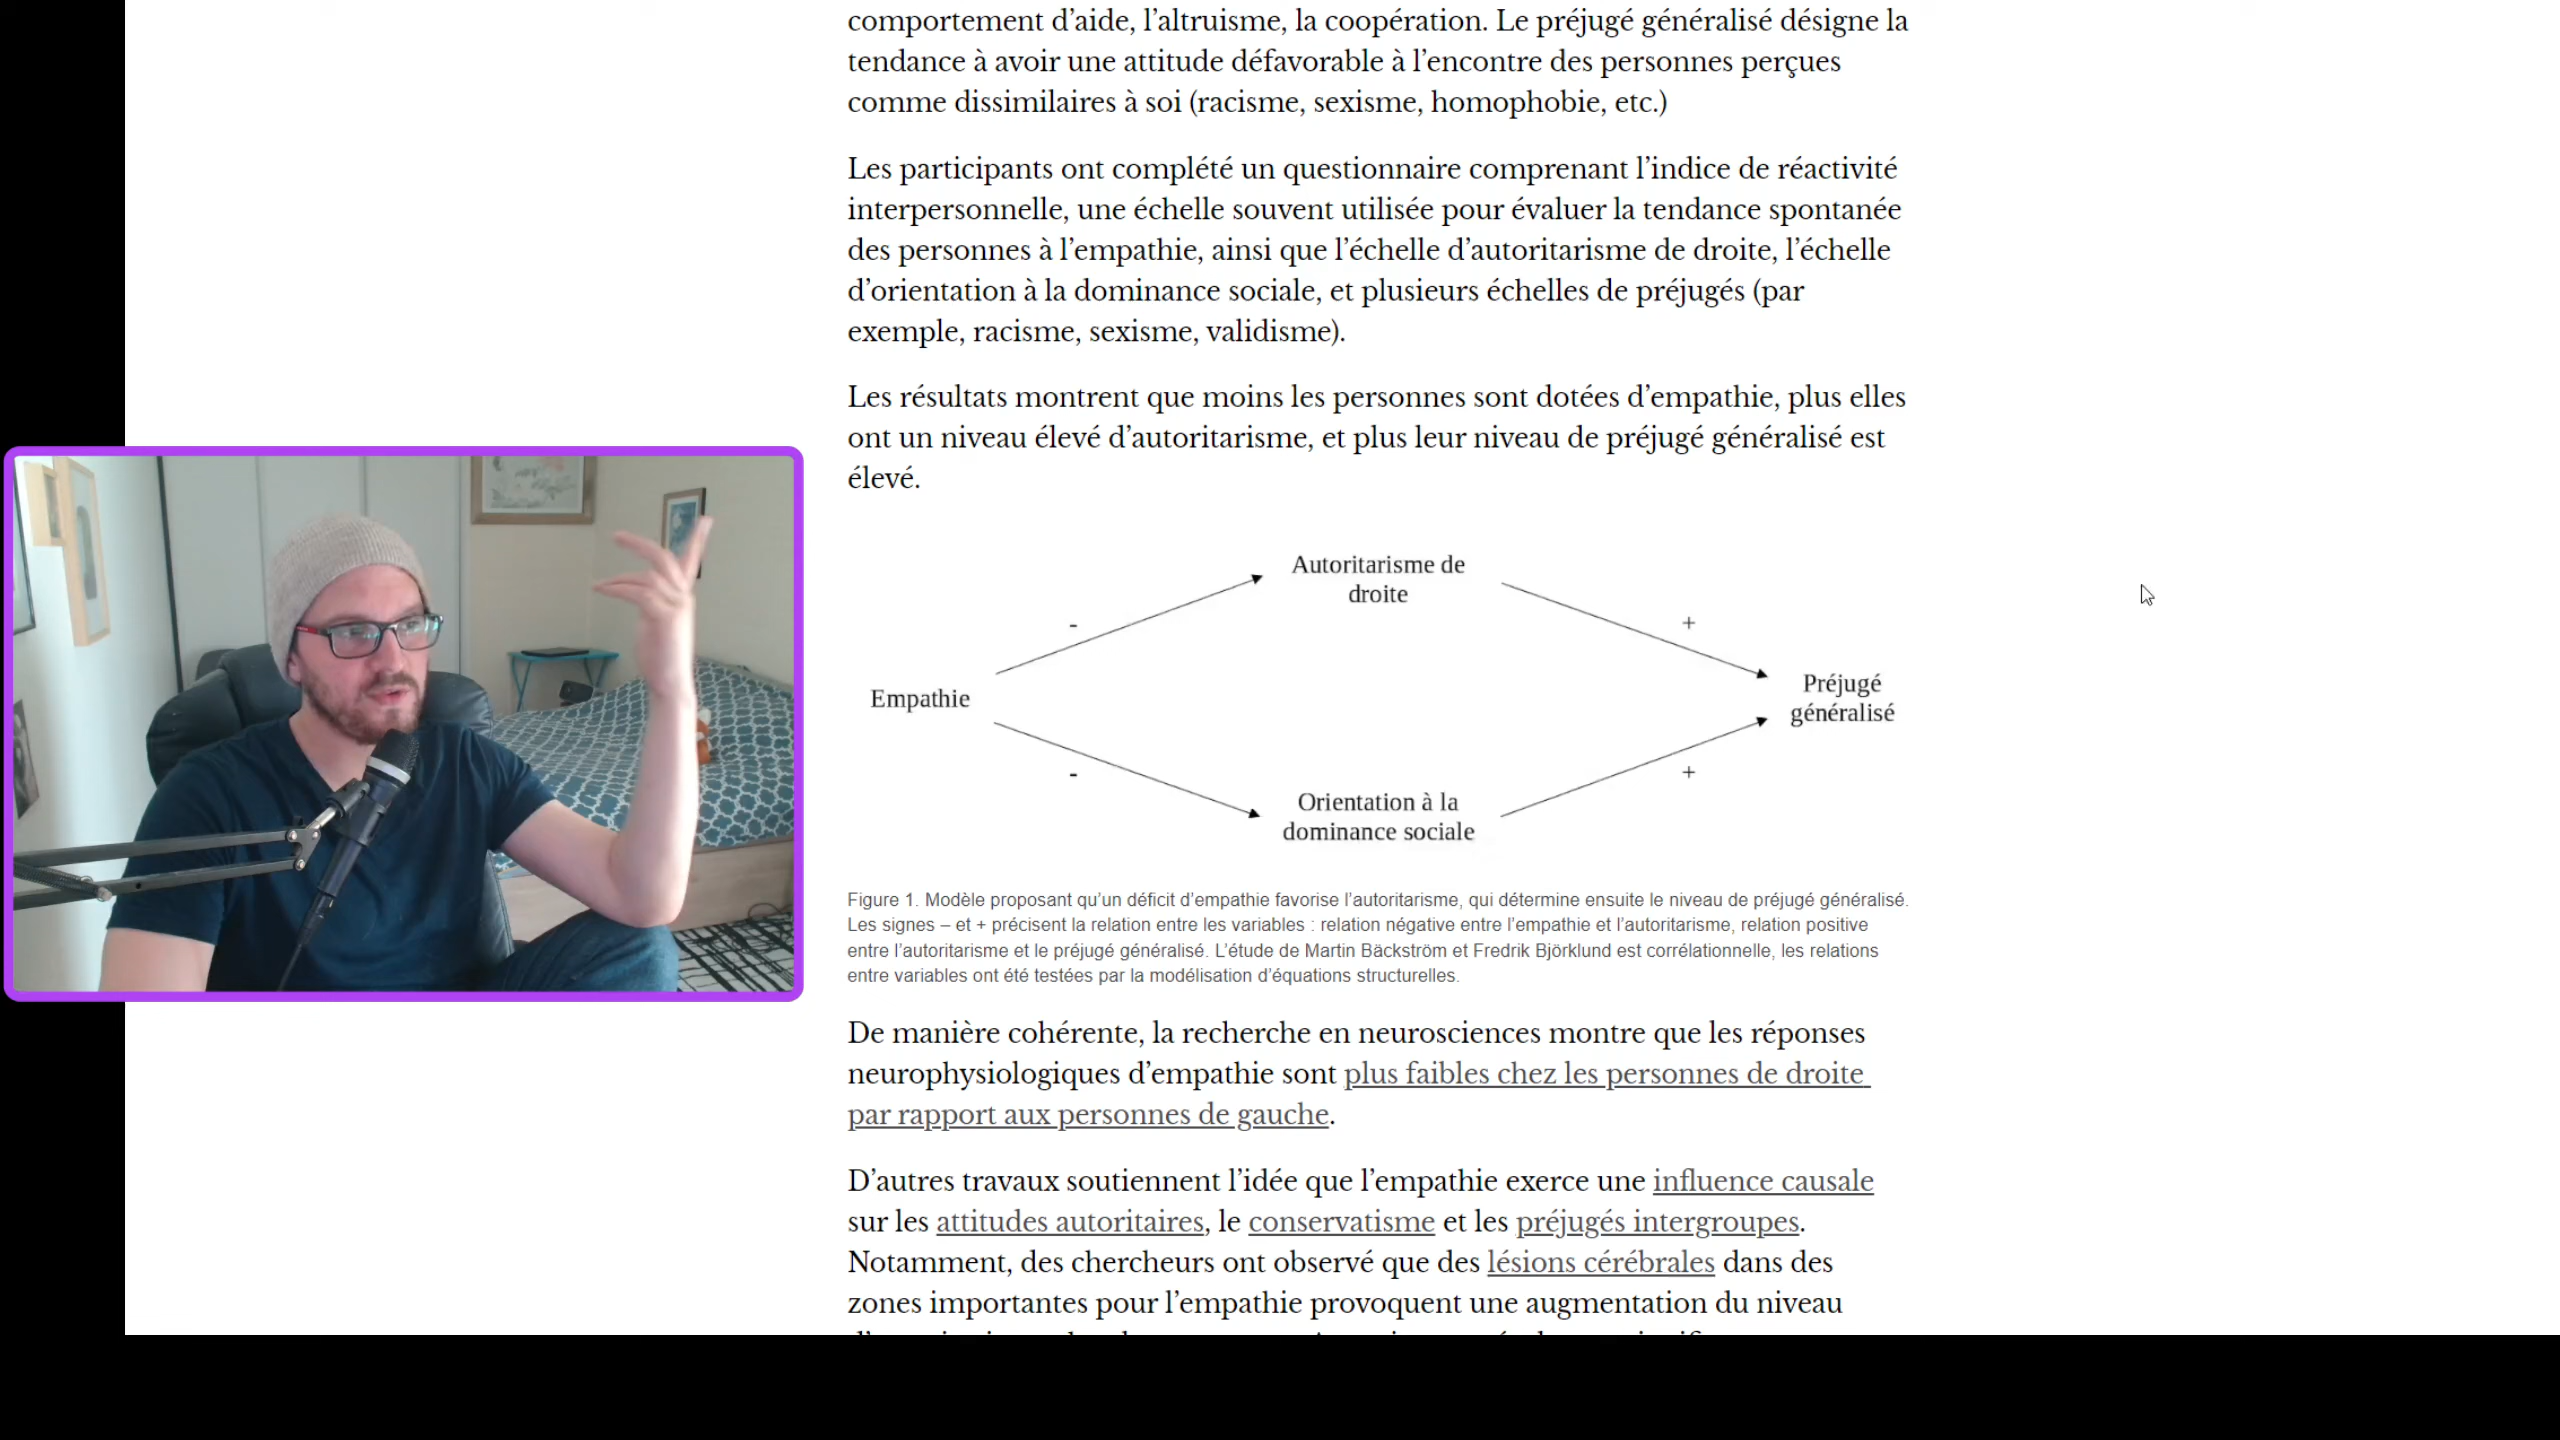 comportement d’aide, l’altruisme, la coopération. Le préjugé généralisé désigne la
tendance à avoir une attitude défavorable à l’encontre des personnes perçues
comme dissimilaires à soi (racisme, sexisme, homophobie, etc.)
Les participants ont complété un questionnaire comprenant l’indice de réactivité
interpersonnelle, une échelle souvent utilisée pour évaluer la tendance spontanée
des personnes à l’empathie, ainsi que l’échelle d’autoritarisme de droite, l’échelle
d’orientation à la dominance sociale, et plusieurs échelles de préjugés (par
exemple, racisme, sexisme, validisme).
Les résultats montrent que moins les personnes sont dotées d’empathie, plus elles
ont un niveau élevé d’autoritarisme, et plus leur niveau de préjugé généralisé est
élevé.
Autoritarisme de
droite
-
+
Empathie
Préjugé
généralisé
-
+
Orientation à la
dominance sociale
Figure 1. Modèle proposant qu’un déficit d’empathie favorise l’autoritarisme, qui détermine ensuite le niveau de préjugé généralisé.
Les signes – et + précisent la relation entre les variables : relation négative entre l’empathie et l’autoritarisme, relation positive
entre l’autoritarisme et le préjugé généralisé. L’étude de Martin Bäckström et Fredrik Björklund est corrélationnelle, les relations
entre variables ont été testées par la modélisation d’équations structurelles.
De manière cohérente, la recherche en neurosciences montre que les réponses
neurophysiologiques d’empathie sont plus faibles chez les personnes de droite
par rapport aux personnes de gauche.
D’autres travaux soutiennent l’idée que l’empathie exerce une influence causale
sur les attitudes autoritaires, le conservatisme et les préjugés intergroupes.
Notamment, des chercheurs ont observé que des lésions cérébrales dans des
zones importantes pour l’empathie provoquent une augmentation du niveau